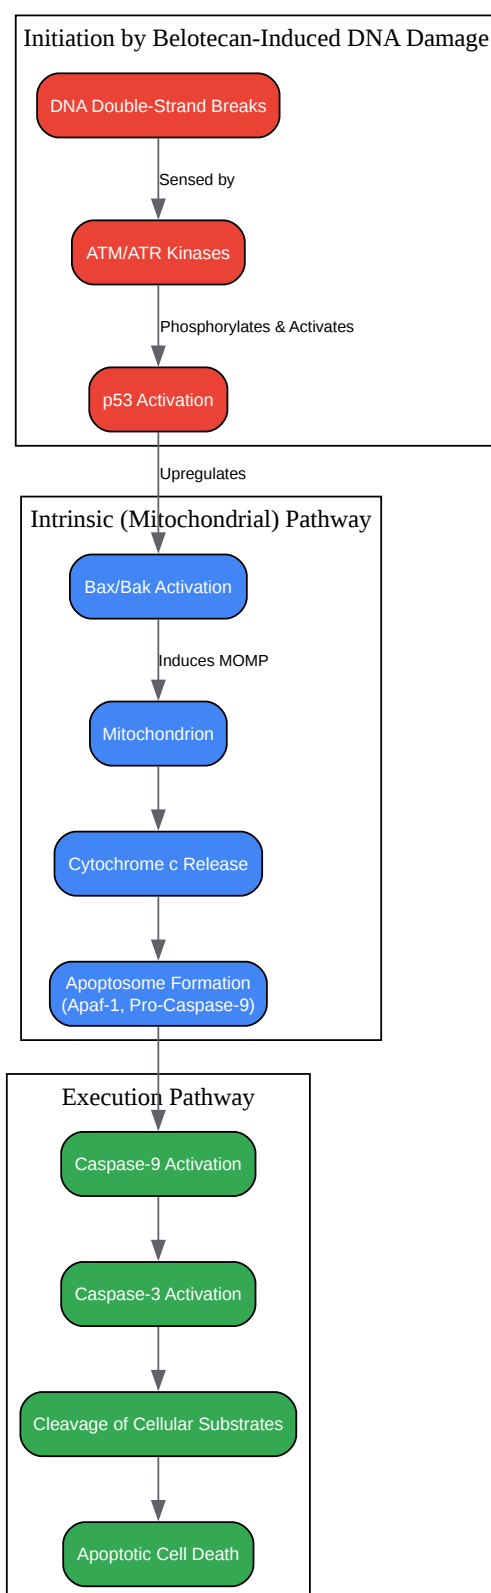 Initiation by Belotecan-Induced DNA Damage
DNA Double-Strand Breaks
Sensed by
ATM/ATR Kinases
Phosphorylates & Activates
p53 Activation
Upregulates
Intrinsic (Mitochondrial) Pathway
Bax/Bak Activation
Induces MOMP
Mitochondrion
Cytochrome c Release
Apoptosome Formation
(Apaf-1, Pro-Caspase-9)
Execution Pathway
Caspase-9 Activation
Caspase-3 Activation
Cleavage of Cellular Substrates
Apoptotic Cell Death